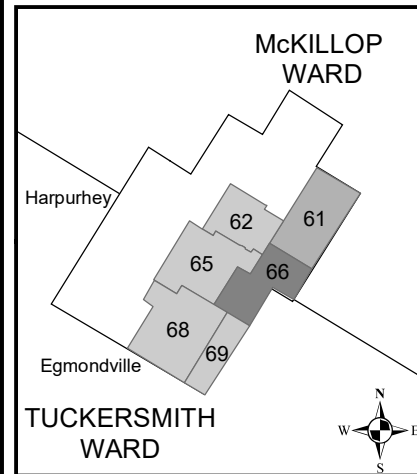 McKILLOP
WARD
Harpurhey
62
61
65
66
68
69
Egmondville
TUCKERSMITH
WARD
N
W E
S